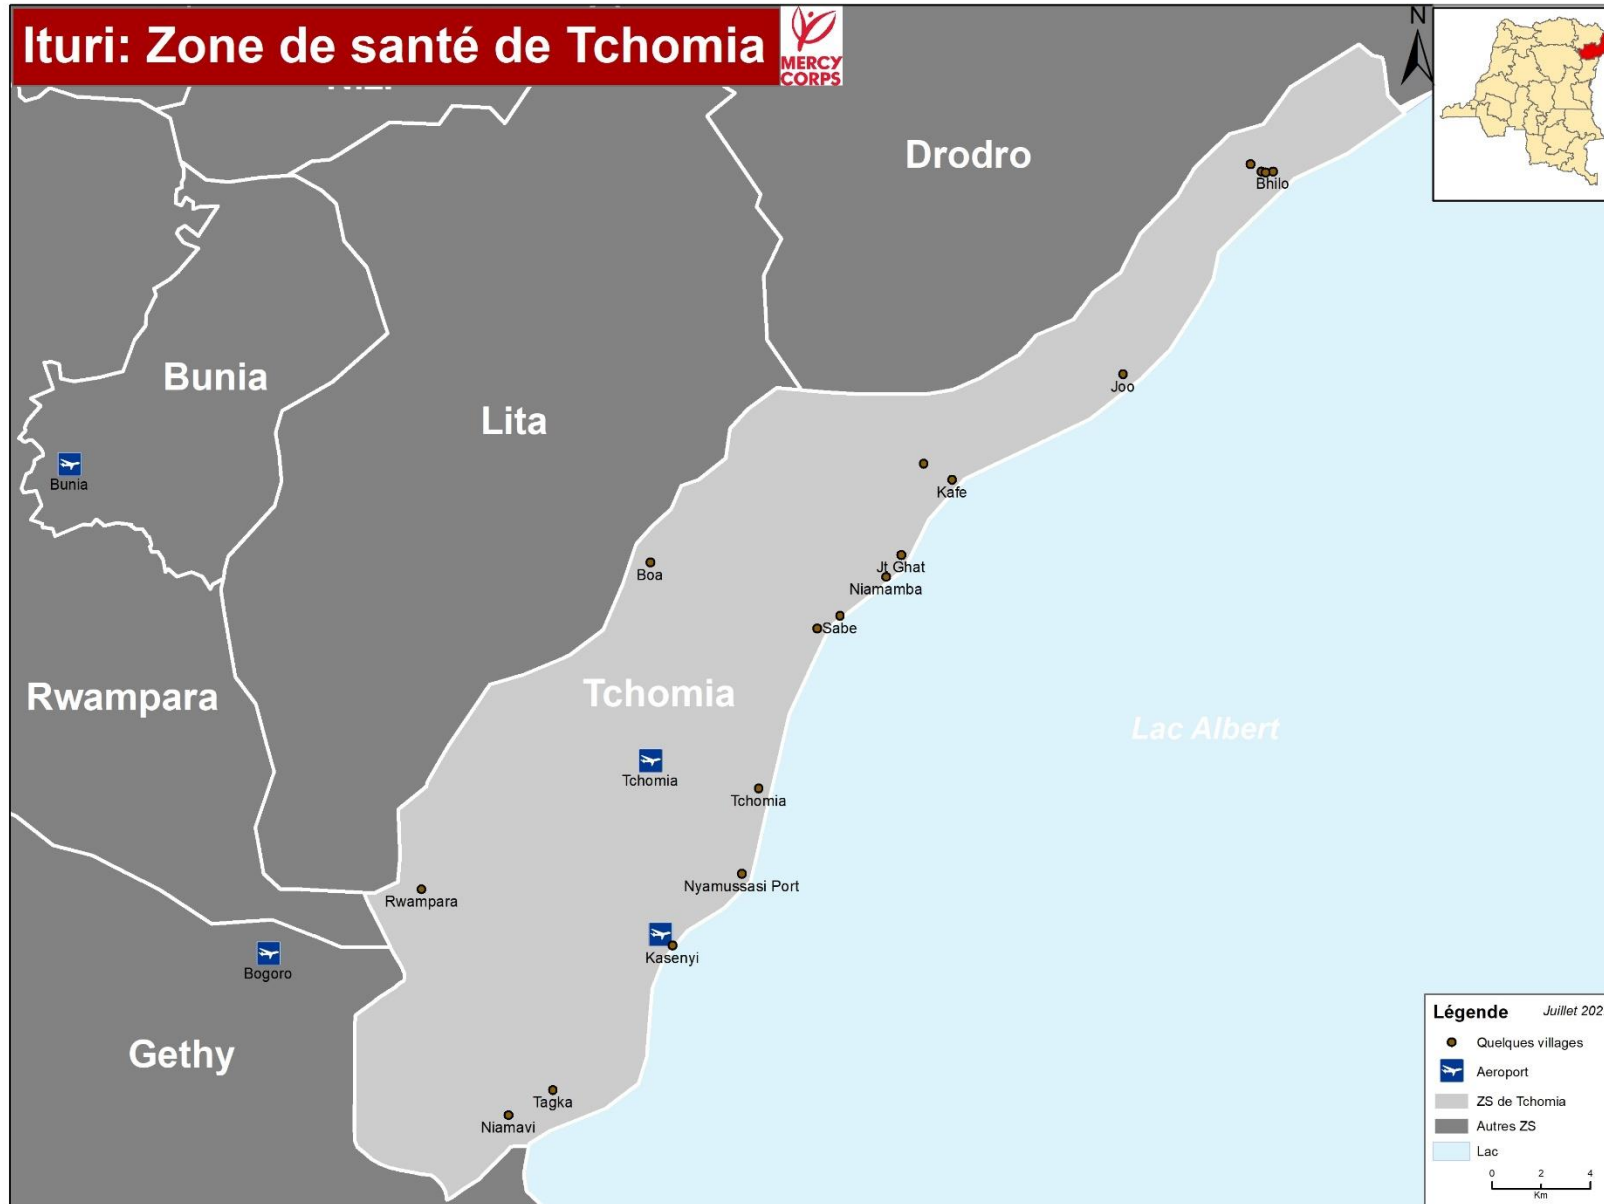 Ituri: Zone de santé de Tchomia
MERCY
CORPS
N
Drodro
Bhilo
Bunia
Joo
Lita
Bunia
Kafe
Jt Ghat
Boa
Niamamba
Sabe
Rwampara
Tchomia
Lac Albert
Tchomia
Tchomia
Nyamussasi Port
Rwampara
Kasenyi
Bogoro
Gethy
Tagka
Niamavi
Légende Juillet 202
Quelques villages
Aeroport
ZS de Tchomia
Autres ZS
Lac
0 2 4
Km